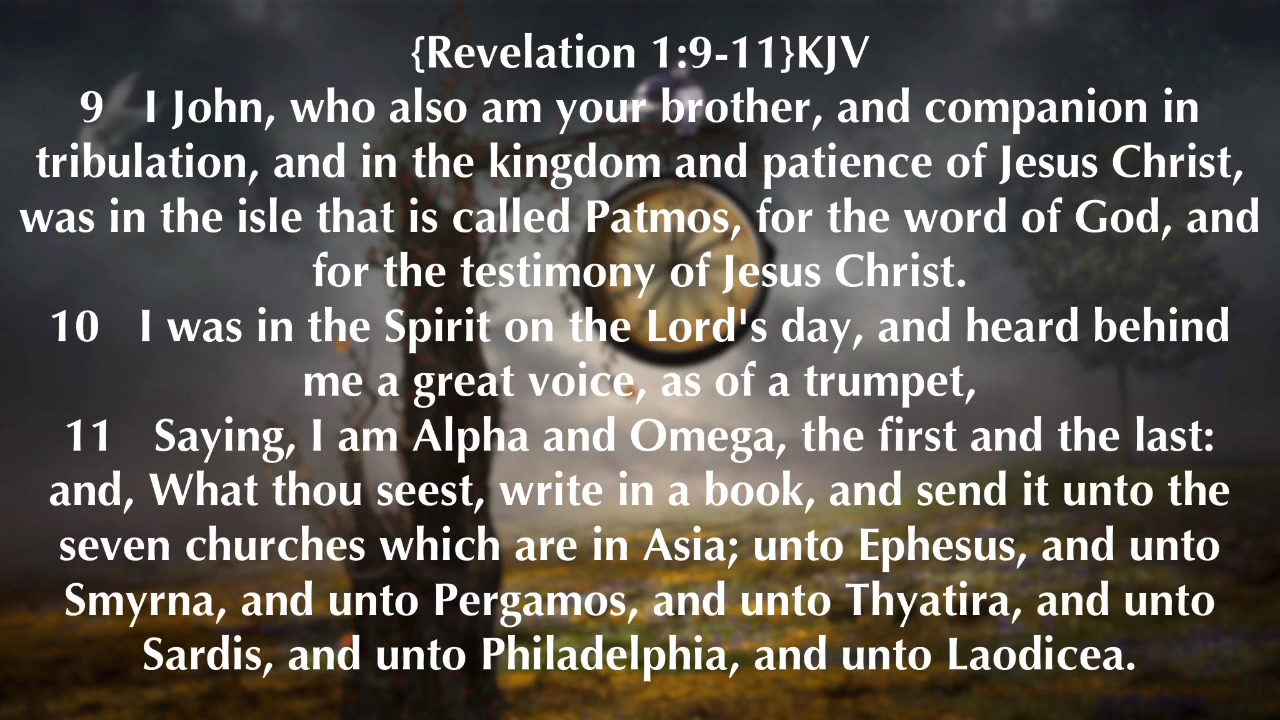 {Revelation 1:9-11}KJV
9 I John, who also am your brother, and companion in
tribulation, and in the kingdom and patience of Jesus Christ,
was in the isle that is called Patmos, for the word of God, and
for the testimony of Jesus Christ.
10 I was in the Spirit on the Lord's day, and heard behind
me a great voice, as of a trumpet,
11 Saying, I am Alpha and Omega, the first and the last:
and, What thou seest, write in a book, and send it unto the
seven churches which are in Asia; unto Ephesus, and unto
Smyrna, and unto Pergamos, and unto Thyatira, and unto
Sardis, and unto Philadelphia, and unto Laodicea.